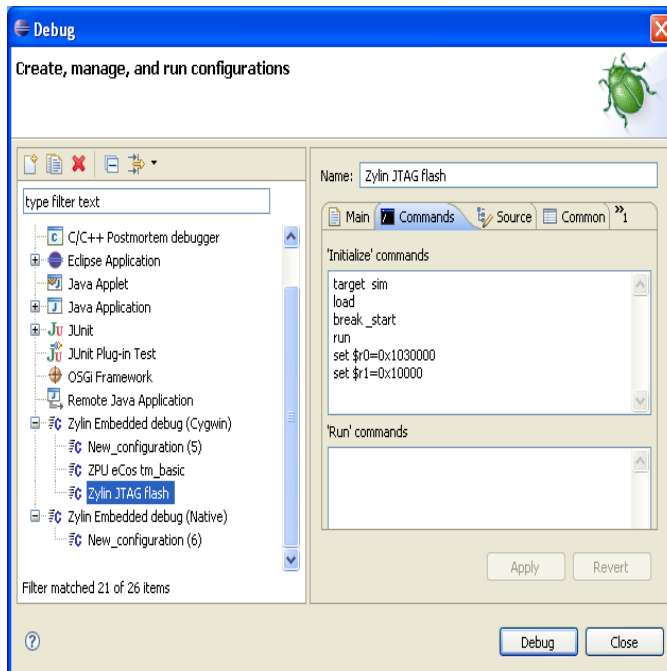 Debug
Create, manage, and run configurations
type filter text
C/C++ Postmortem debugger
Eclipse Application
Java Applet
Java Application
JUnit
JUnit Plug-in Test
OSGi Framework
Remote Java Application
Zylin Embedded debug (Cygwin)
New_configuration (5)
ZPU eCos tm_basic
Zylin JTAG flash
Zylin Embedded debug (Native)
New_configuration (6)
Filter matched 21 of 26 items
Name: Zylin JTAG flash
Main Commands Source Common »1
'Initialize' commands
target sim
load
break _start
run
set $r0=0x1030000
set $r1=0x10000
'Run' commands
Apply Revert
Debug Close